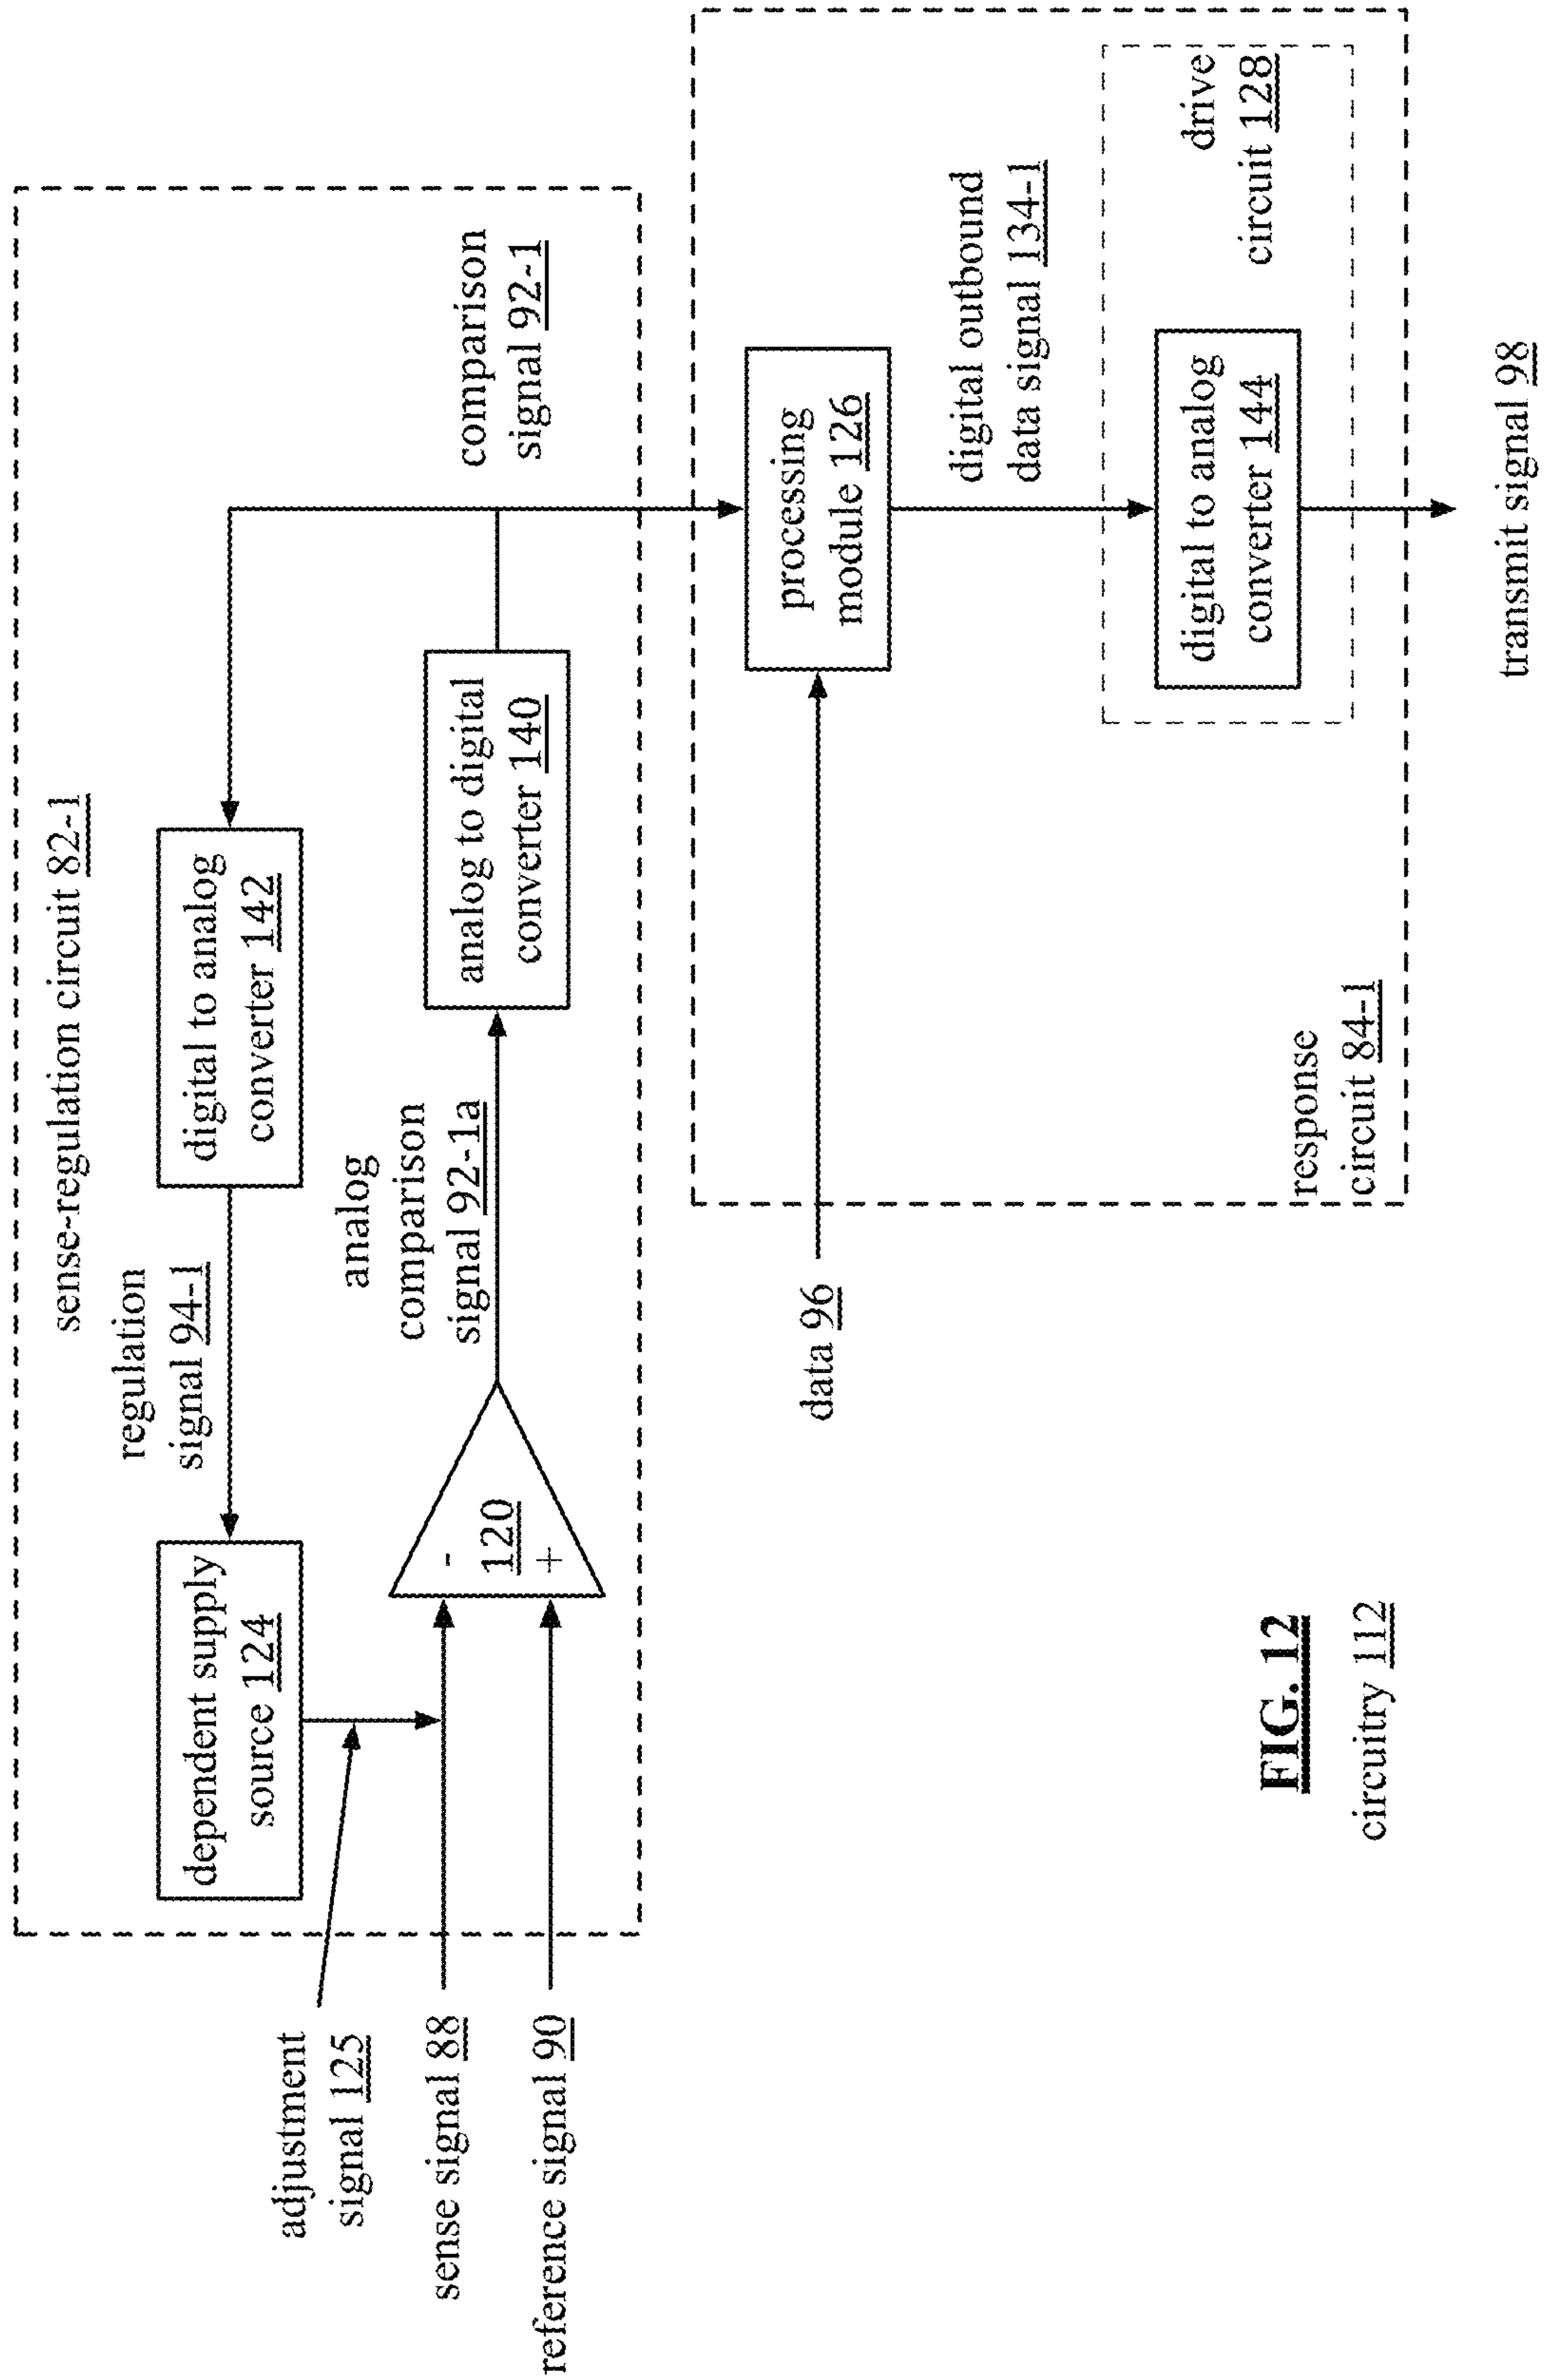 sense-regulation circuit 82-1
regulation
signal 94-1
dependent supply
source 124
digital to analog
converter 142
adjustment
signal 125
sense signal 88
reference signal 90
-
120
+
analog
comparison
signal 92-1a
analog to digital
converter 140
comparison
signal 92-1
data 96
processing
module 126
digital outbound
data signal 134-1
digital to analog
converter 144
drive
circuit 128
response
circuit 84-1
transmit signal 98
FIG. 12
circuitry 112